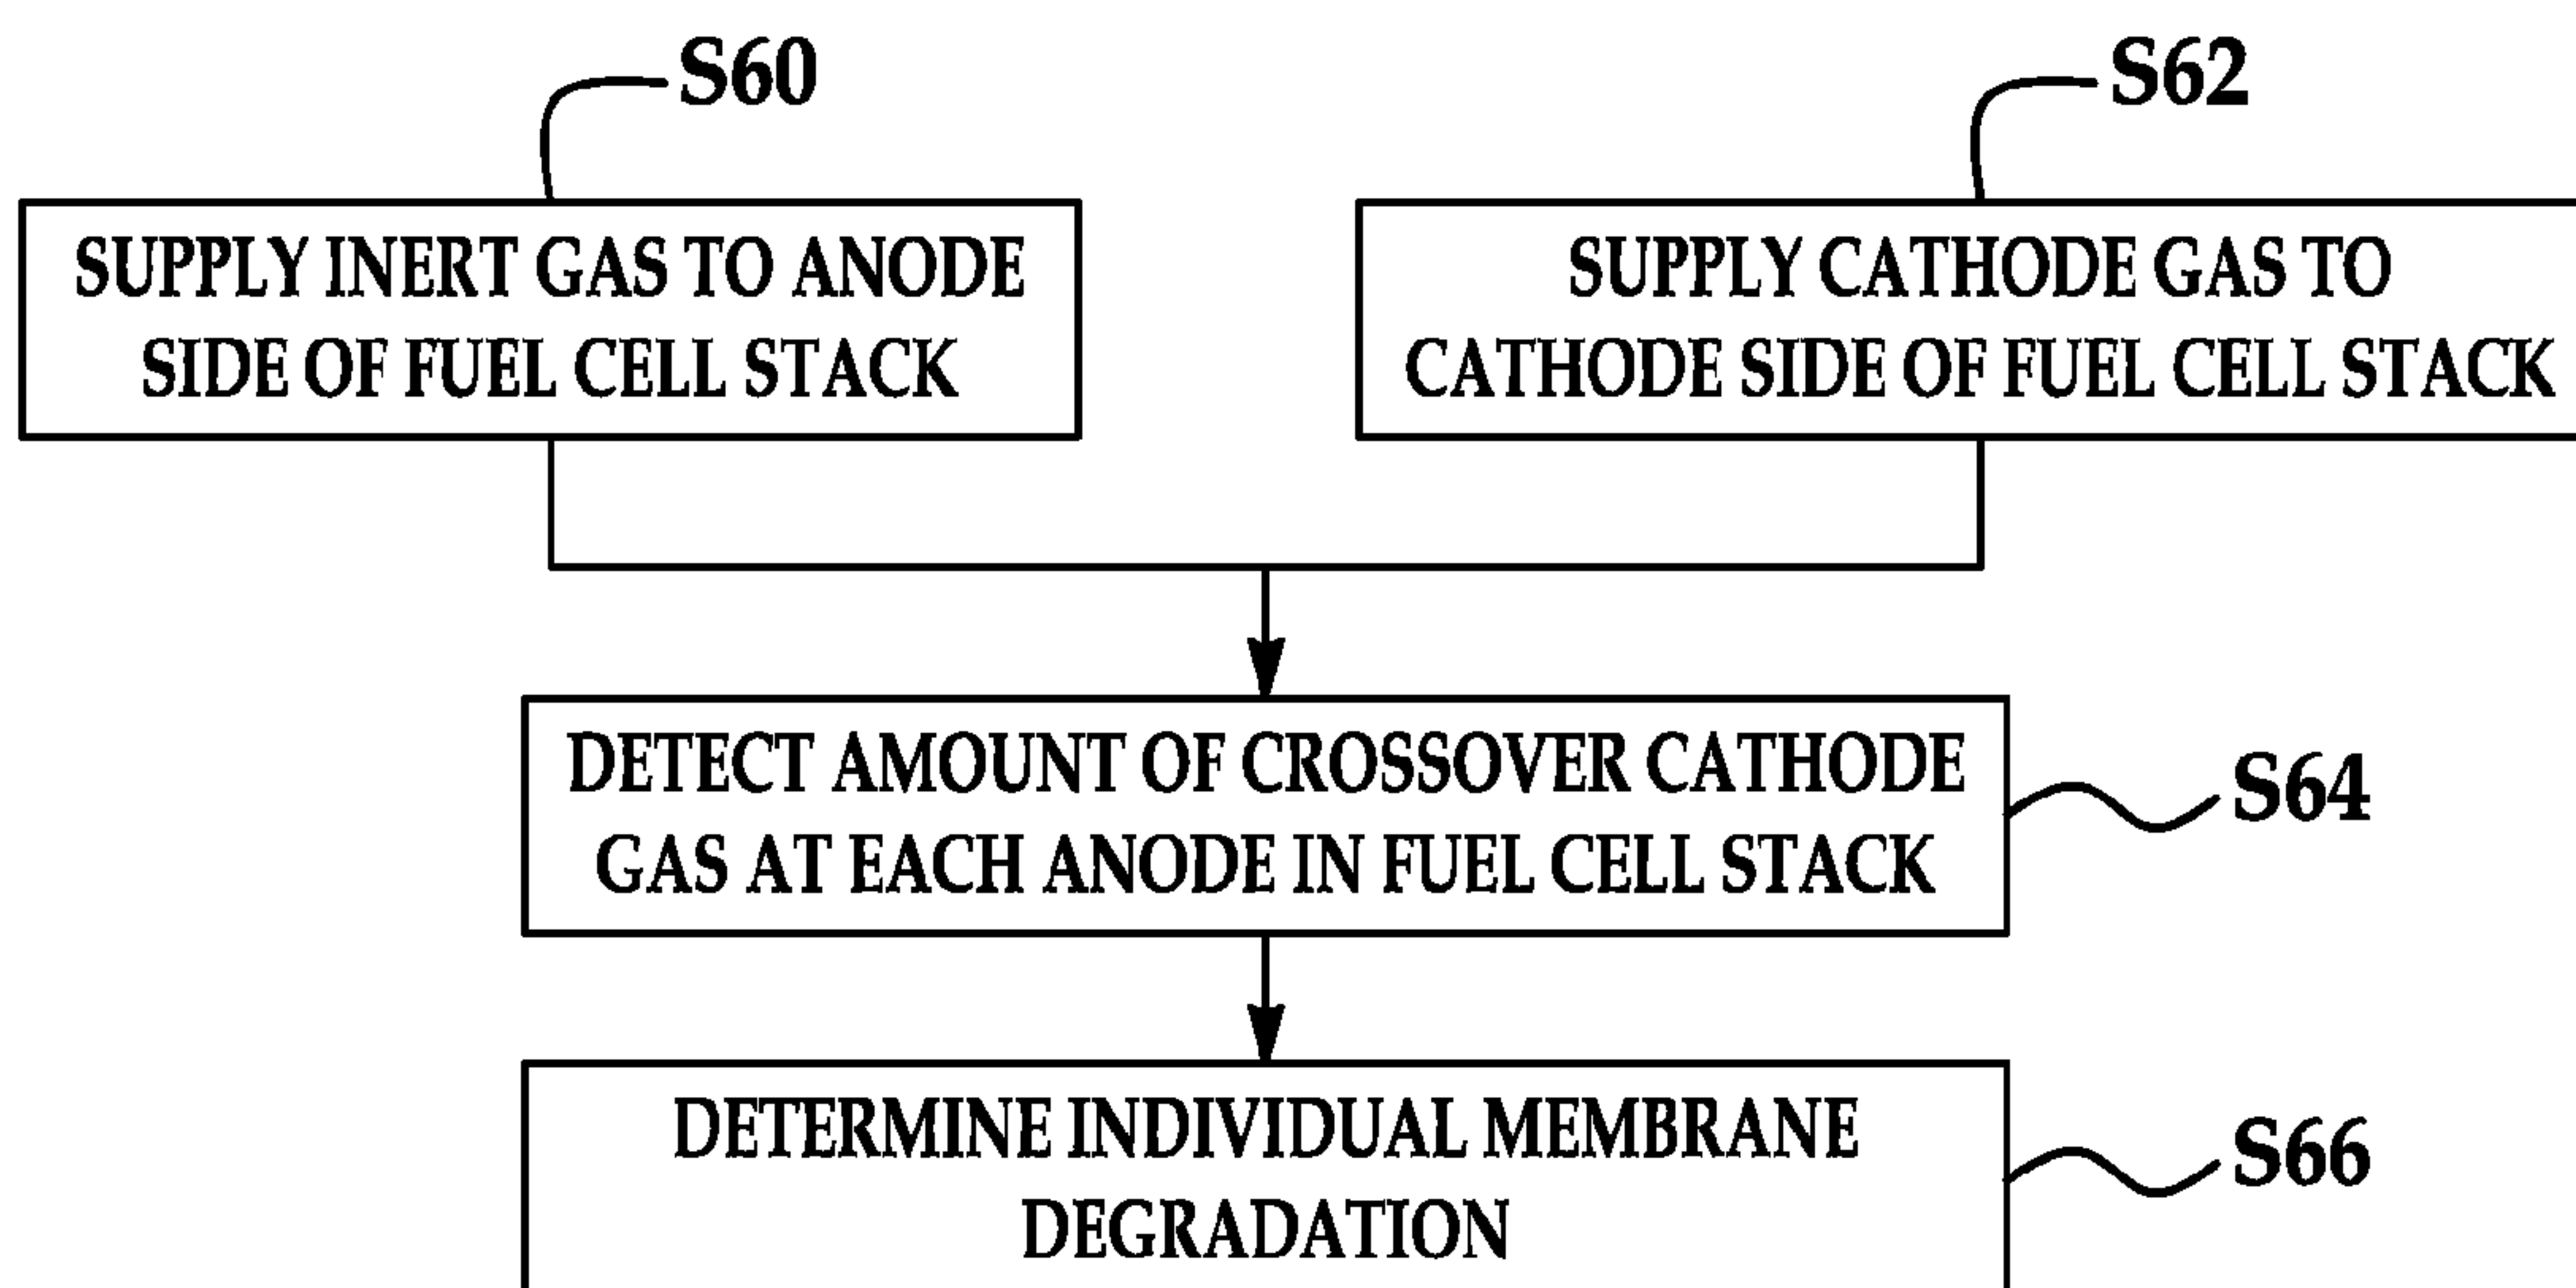 S60
S62
SUPPLY INERT GAS TO ANODE
SIDE OF FUEL CELL STACK
SUPPLY CATHODE GAS TO
CATHODE SIDE OF FUEL CELL STACK
DETECT AMOUNT OF CROSSOVER CATHODE
GAS AT EACH ANODE IN FUEL CELL STACK
S64
DETERMINE INDIVIDUAL MEMBRANE
DEGRADATION
S66